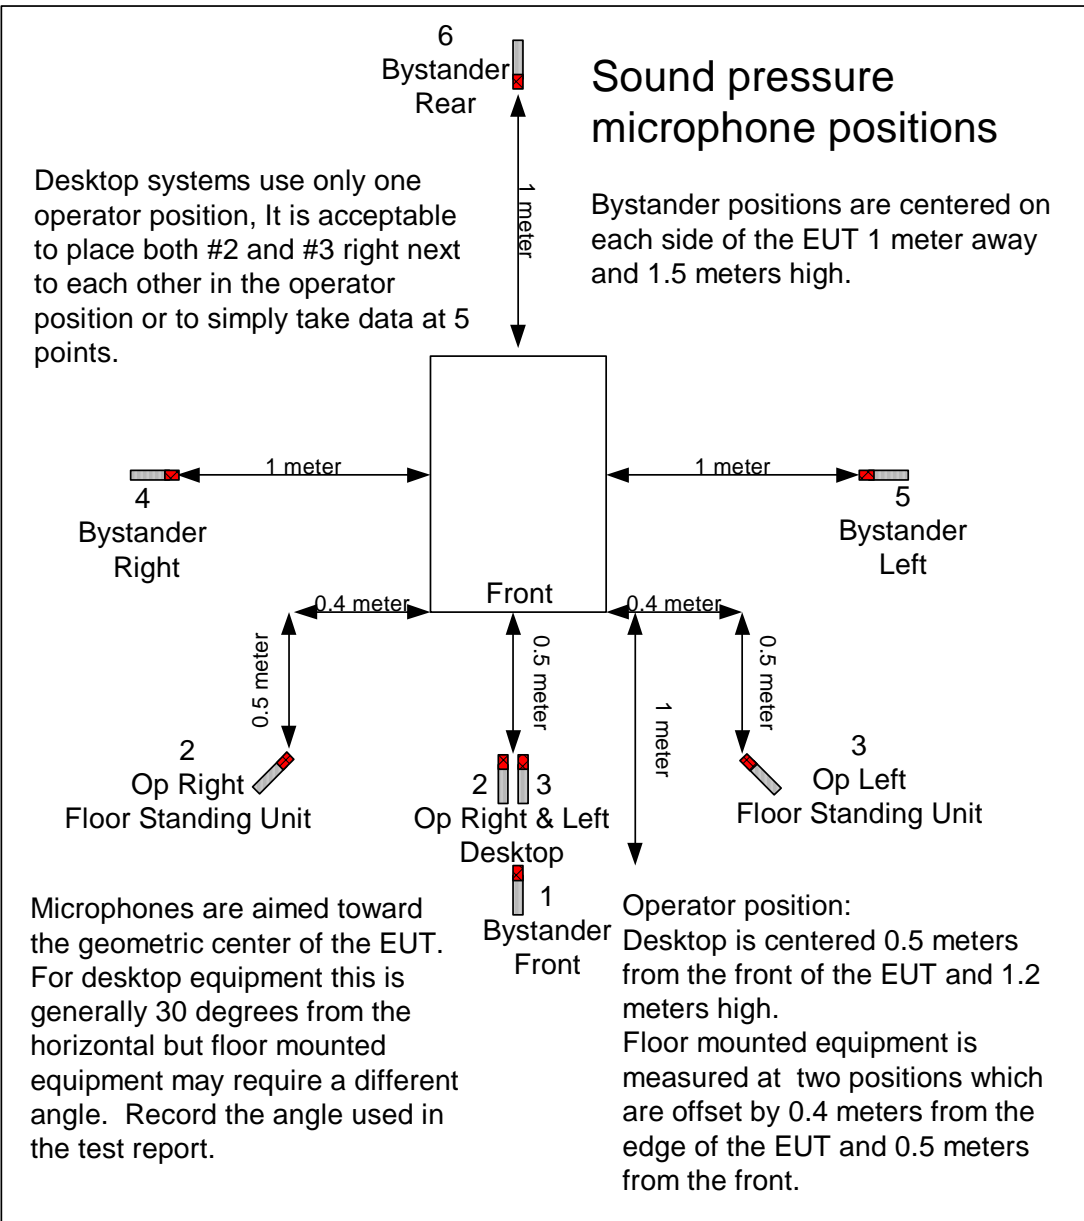 6
Bystander
Rear
Sound pressure
microphone positions
Desktop systems use only one
operator position, It is acceptable
to place both #2 and #3 right next
to each other in the operator
position or to simply take data at 5
points.
1 meter
Bystander positions are centered on
each side of the EUT 1 meter away
and 1.5 meters high.
1 meter
1 meter
4
Bystander
Right
5
Bystander
Left
Front
0.4 meter
0.4 meter
0.5 meter
0.5 meter
0.5 meter
1 meter
2
Op Right
Floor Standing Unit
2 3
Op Right & Left
Desktop
3
Op Left
Floor Standing Unit
1
Bystander
Front
Microphones are aimed toward
the geometric center of the EUT.
For desktop equipment this is
generally 30 degrees from the
horizontal but floor mounted
equipment may require a different
angle.  Record the angle used in
the test report.
Operator position:
Desktop is centered 0.5 meters
from the front of the EUT and 1.2
meters high.
Floor mounted equipment is
measured at  two positions which
are offset by 0.4 meters from the
edge of the EUT and 0.5 meters
from the front.